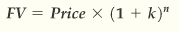 FV = Price × (1 + k)ⁿ